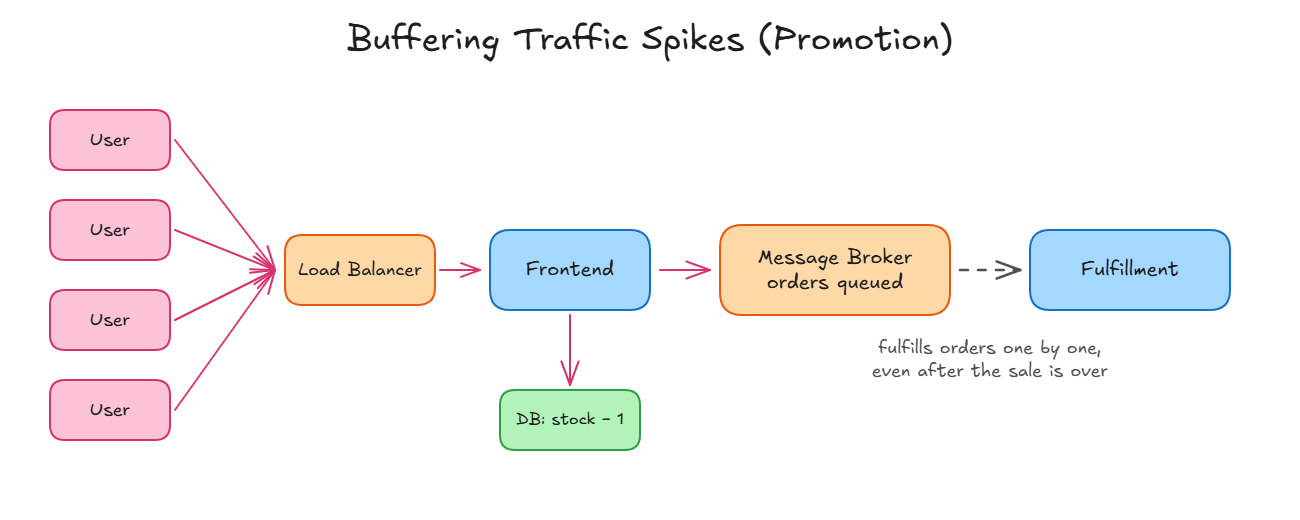 Buffering Traffic Spikes (Promotion)
User
User
User
User
Load Balancer
Frontend
Message Broker
orders queued
Fulfillment
fulfills orders one by one,
even after the sale is over
DB: stock - 1